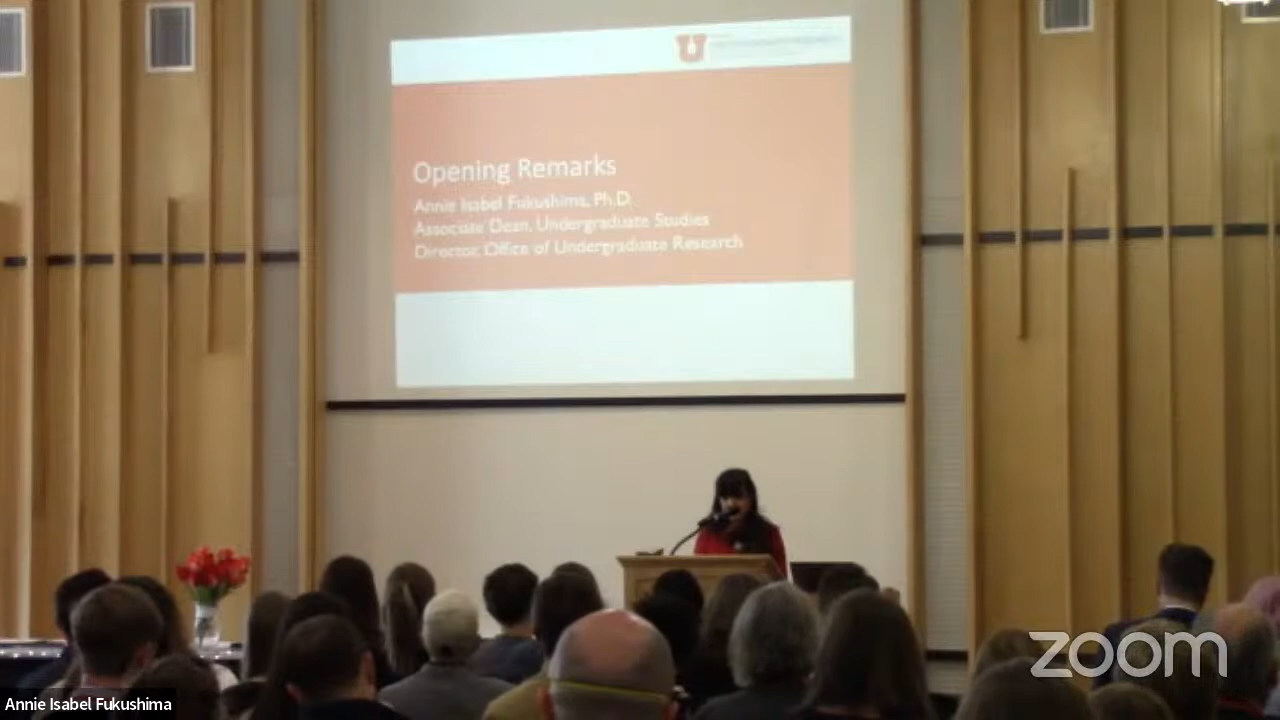 Opening Remarks
Annie Isabel Fukushima, Ph.D.
Associate Dean, Undergraduate Studies
Director, Office of Undergraduate Research
zoom
Annie Isabel Fukushima